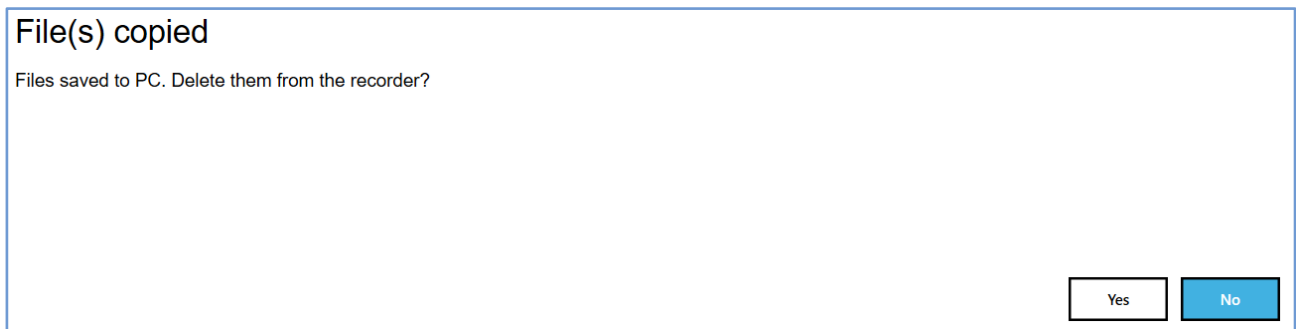 File(s) copied
Files saved to PC. Delete them from the recorder?
Yes No